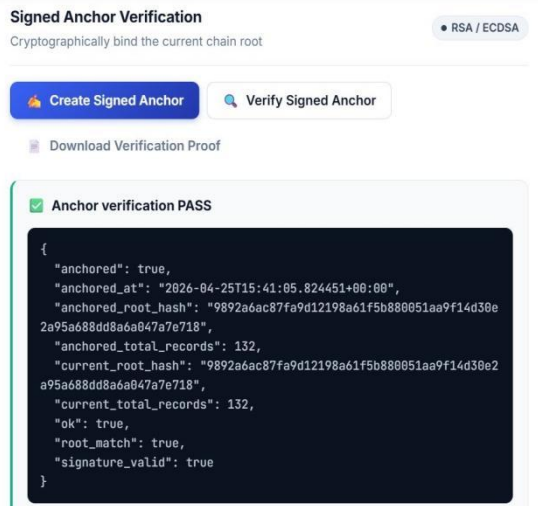 Signed Anchor Verification
Cryptographically bind the current chain root
● RSA / ECDSA
✍️ Create Signed Anchor
🔍 Verify Signed Anchor
📄 Download Verification Proof
✅ Anchor verification PASS
{
  "anchored": true,
  "anchored_at": "2026-04-25T15:41:05.824451+00:00",
  "anchored_root_hash": "9892a6ac87fa9d12198a61f5b880051aa9f14d30e
2a95a688dd8a6a047a7e718",
  "anchored_total_records": 132,
  "current_root_hash": "9892a6ac87fa9d12198a61f5b880051aa9f14d30e2
a95a688dd8a6a047a7e718",
  "current_total_records": 132,
  "ok": true,
  "root_match": true,
  "signature_valid": true
}